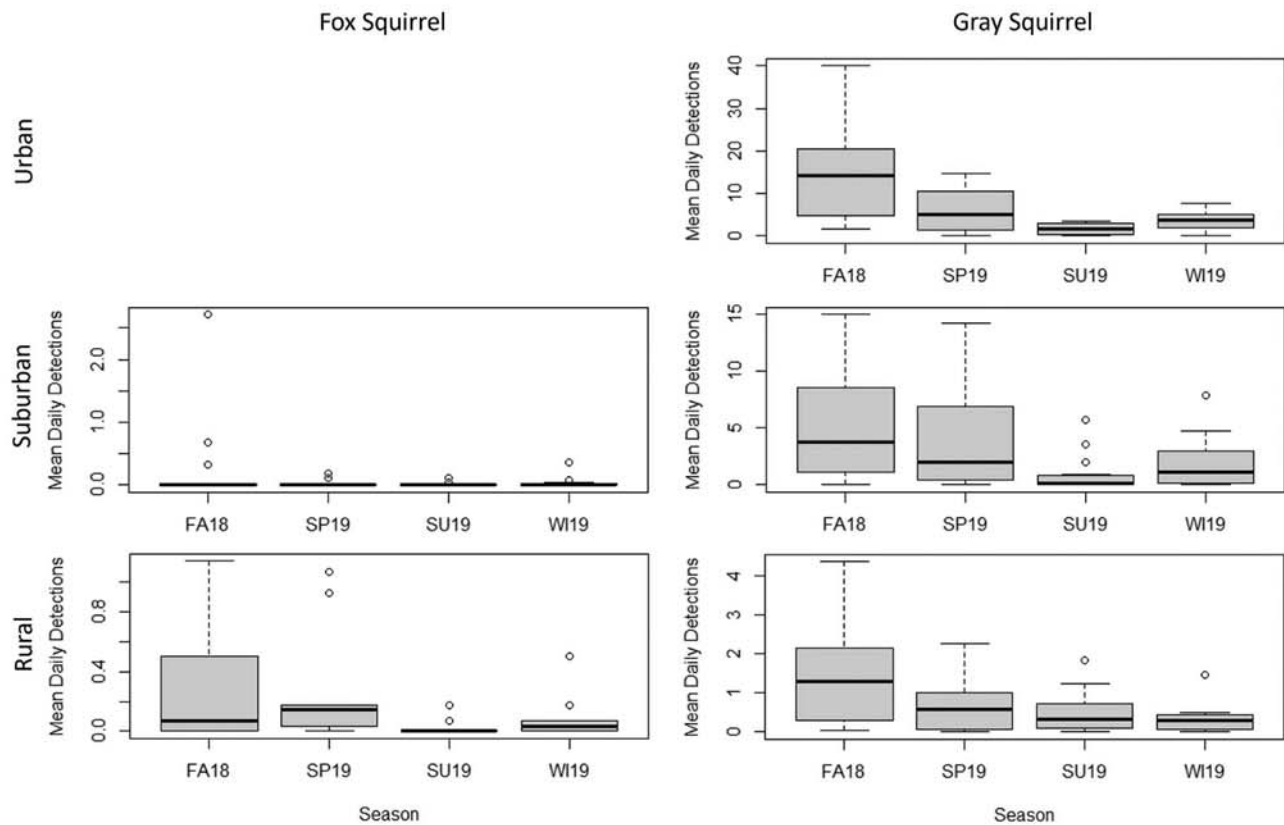 Fox Squirrel
Gray Squirrel
Urban
Mean Daily Detections
40
30
20
10
0
FA18 SP19 SU19 WI19
Suburban
Mean Daily Detections
2.0
1.0
0.0
FA18 SP19 SU19 WI19
Mean Daily Detections
15
10
5
0
FA18 SP19 SU19 WI19
Rural
Mean Daily Detections
0.8
0.4
0.0
FA18 SP19 SU19 WI19
Season
Mean Daily Detections
4
3
2
1
0
FA18 SP19 SU19 WI19
Season